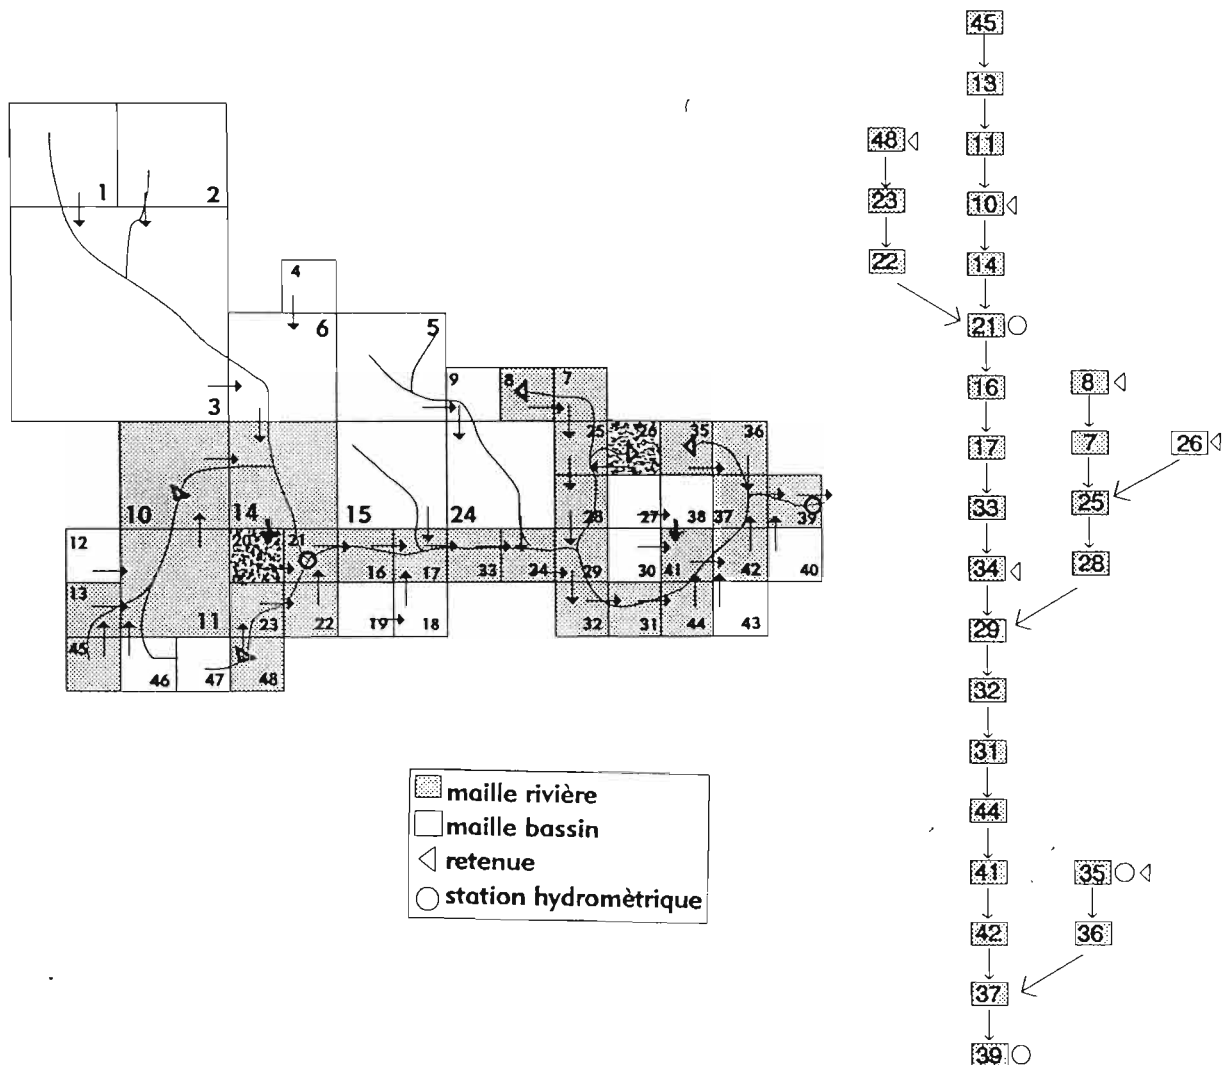 1 2
3
4
6 5
9 8 7
25 26 35 36
10 14 15 24 28 27 38 37 39
12 20 21
16 17 33 34 29 30 41 42 40
13
11 23 22 19 18 32 31 44 43
45 46 47 48
maille rivière
maille bassin
retenue
station hydromètrique
45
13
48 11
23 10
22 14
21
16 8
17 7 26
33 25
34 28
29
32
31
44
41 35
42 36
37
39